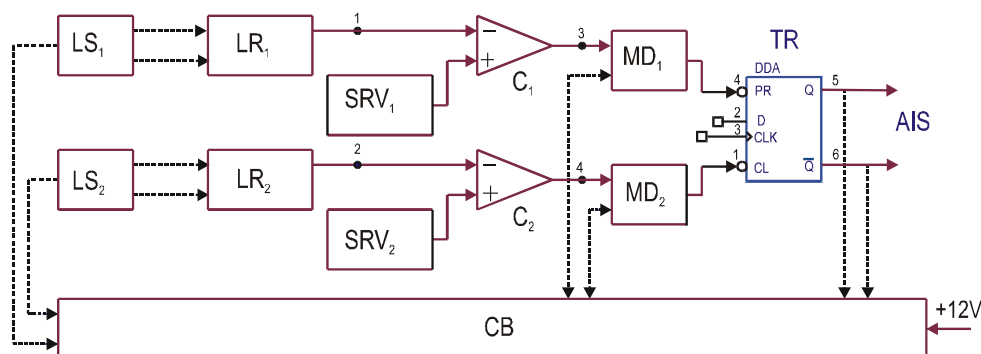 LS1
LR1
1
SRV1
C1
3
MD1
TR
DDA
4
PR
Q
5
2
D
3
CLK
1
CL
Q̅
6
AIS
LS2
LR2
2
SRV2
C2
4
MD2
CB
+12V